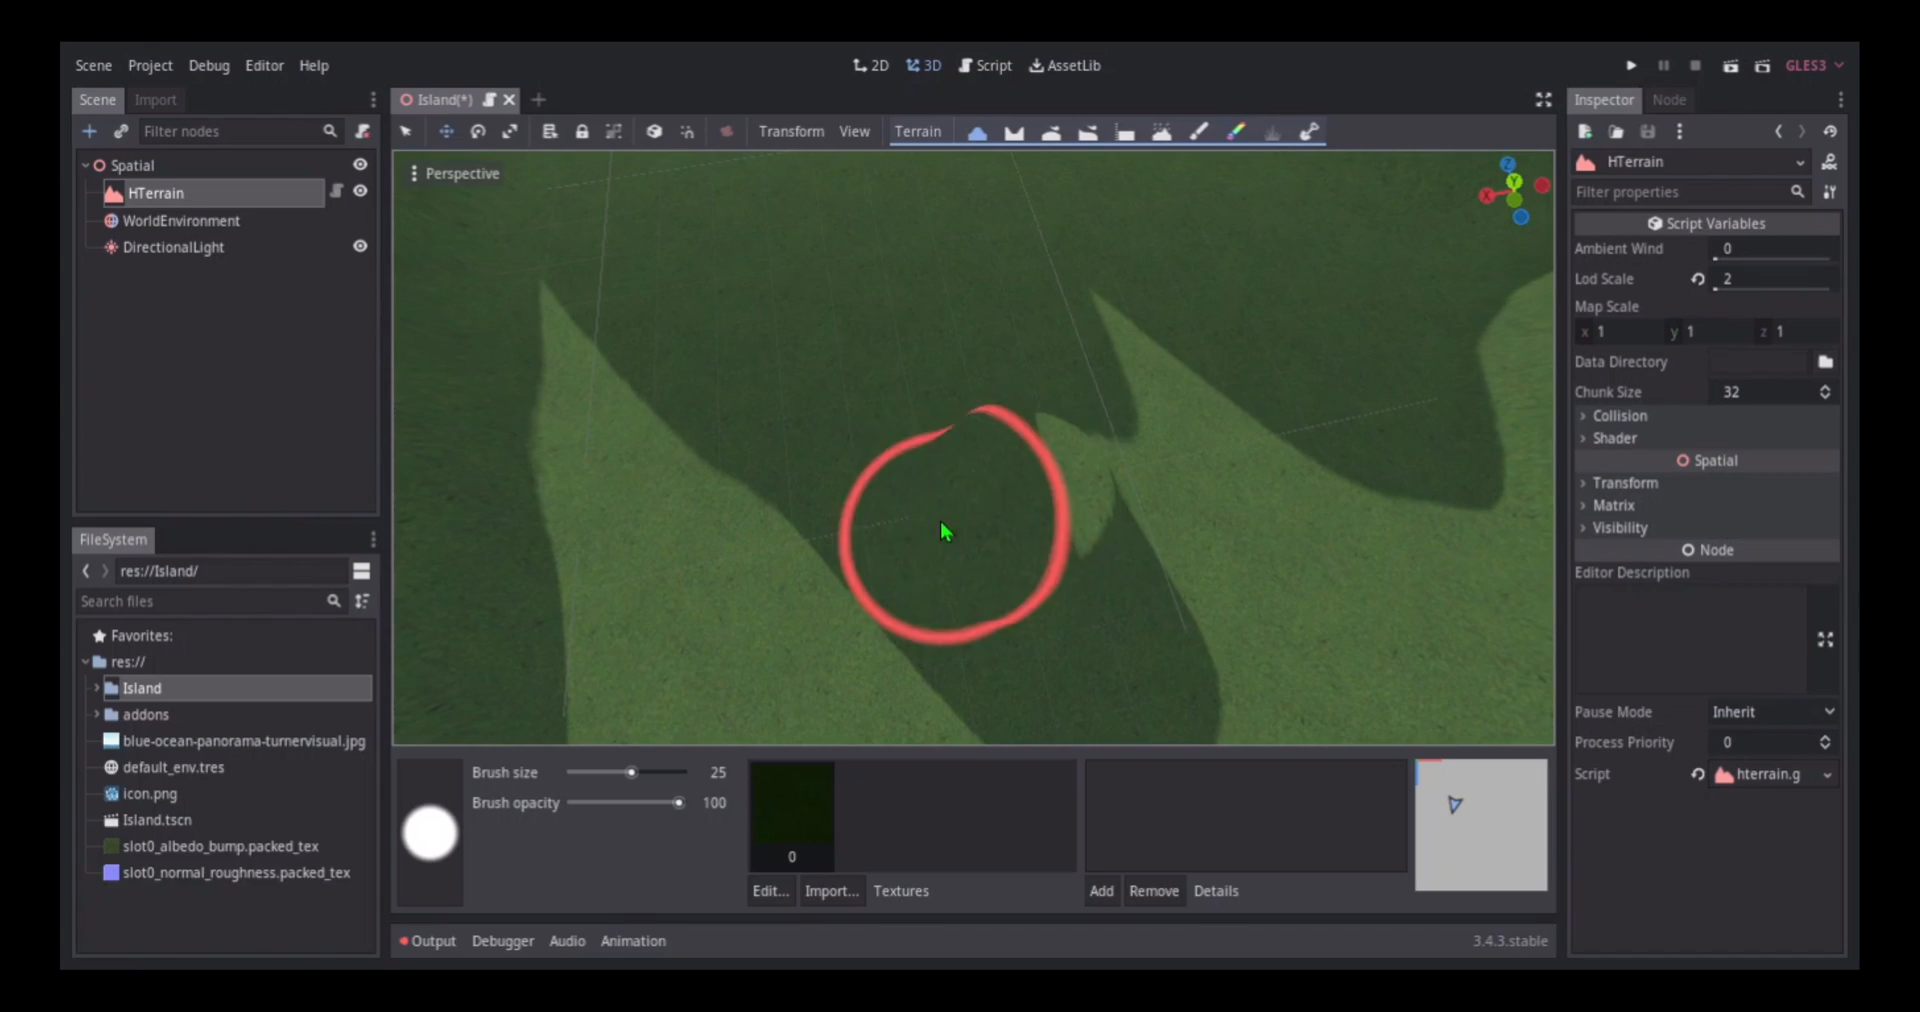 Scene Project Debug Editor Help
2D 3D Script AssetLib
GLES3
Scene Import
Filter nodes
Spatial
HTerrain
WorldEnvironment
DirectionalLight
FileSystem
res://Island/
Search files
Favorites:
res://
Island
addons
blue-ocean-panorama-turnervisual.jpg
default_env.tres
icon.png
Island.tscn
slot0_albedo_bump.packed_tex
slot0_normal_roughness.packed_tex
Island(*)
Transform View Terrain
Perspective
Z
Y
X
Brush size 25
Brush opacity 100
0
Edit... Import... Textures
Add Remove Details
Output Debugger Audio Animation
3.4.3.stable
Inspector Node
HTerrain
Filter properties
Script Variables
Ambient Wind 0
Lod Scale 2
Map Scale
x 1 y 1 z 1
Data Directory
Chunk Size 32
Collision
Shader
Spatial
Transform
Matrix
Visibility
Node
Editor Description
Pause Mode Inherit
Process Priority 0
Script hterrain.g